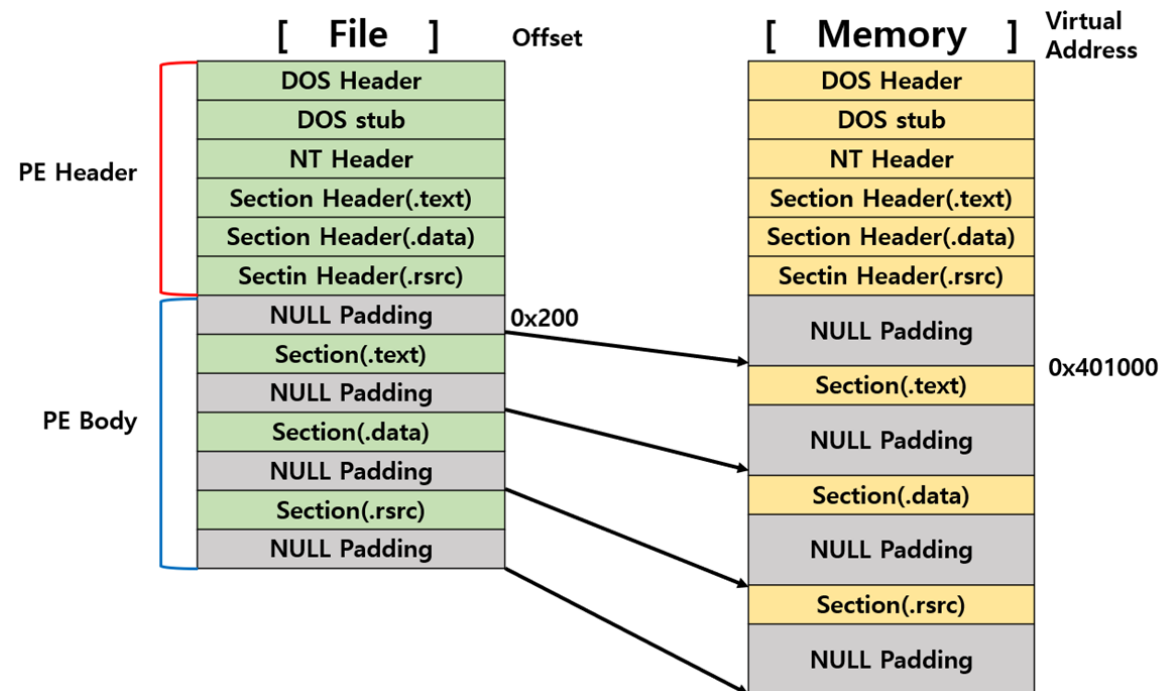 [ File ]
Offset
[ Memory ]
Virtual
Address
PE Header
DOS Header
DOS stub
NT Header
Section Header(.text)
Section Header(.data)
Sectin Header(.rsrc)
PE Body
NULL Padding
0x200
Section(.text)
NULL Padding
Section(.data)
NULL Padding
Section(.rsrc)
NULL Padding
DOS Header
DOS stub
NT Header
Section Header(.text)
Section Header(.data)
Sectin Header(.rsrc)
NULL Padding
0x401000
Section(.text)
NULL Padding
Section(.data)
NULL Padding
Section(.rsrc)
NULL Padding